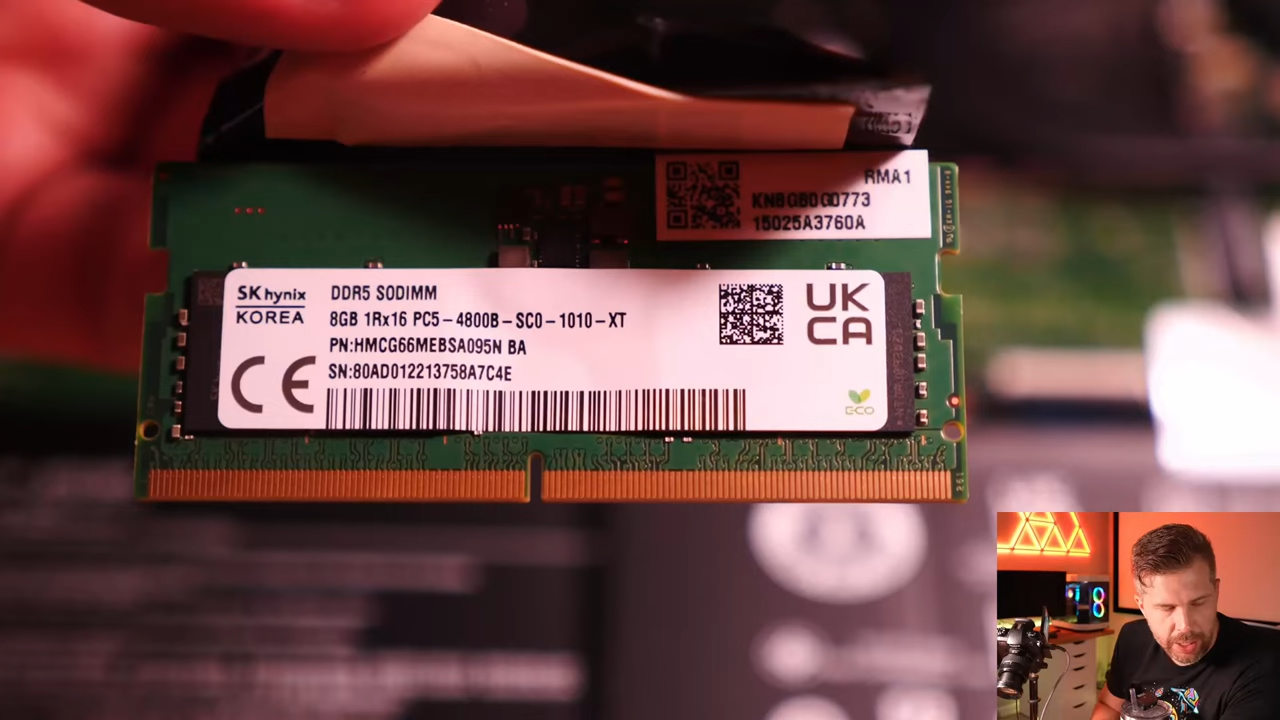 RMA1
KNBGB0G0773
15025A3760A
SK hynix
KOREA
DDR5 SODIMM
8GB 1Rx16 PC5-4800B-SC0-1010-XT
PN:HMCG66MEBSA095N BA
SN:80AD012213758A7C4E
CE
UK
CA
ECO